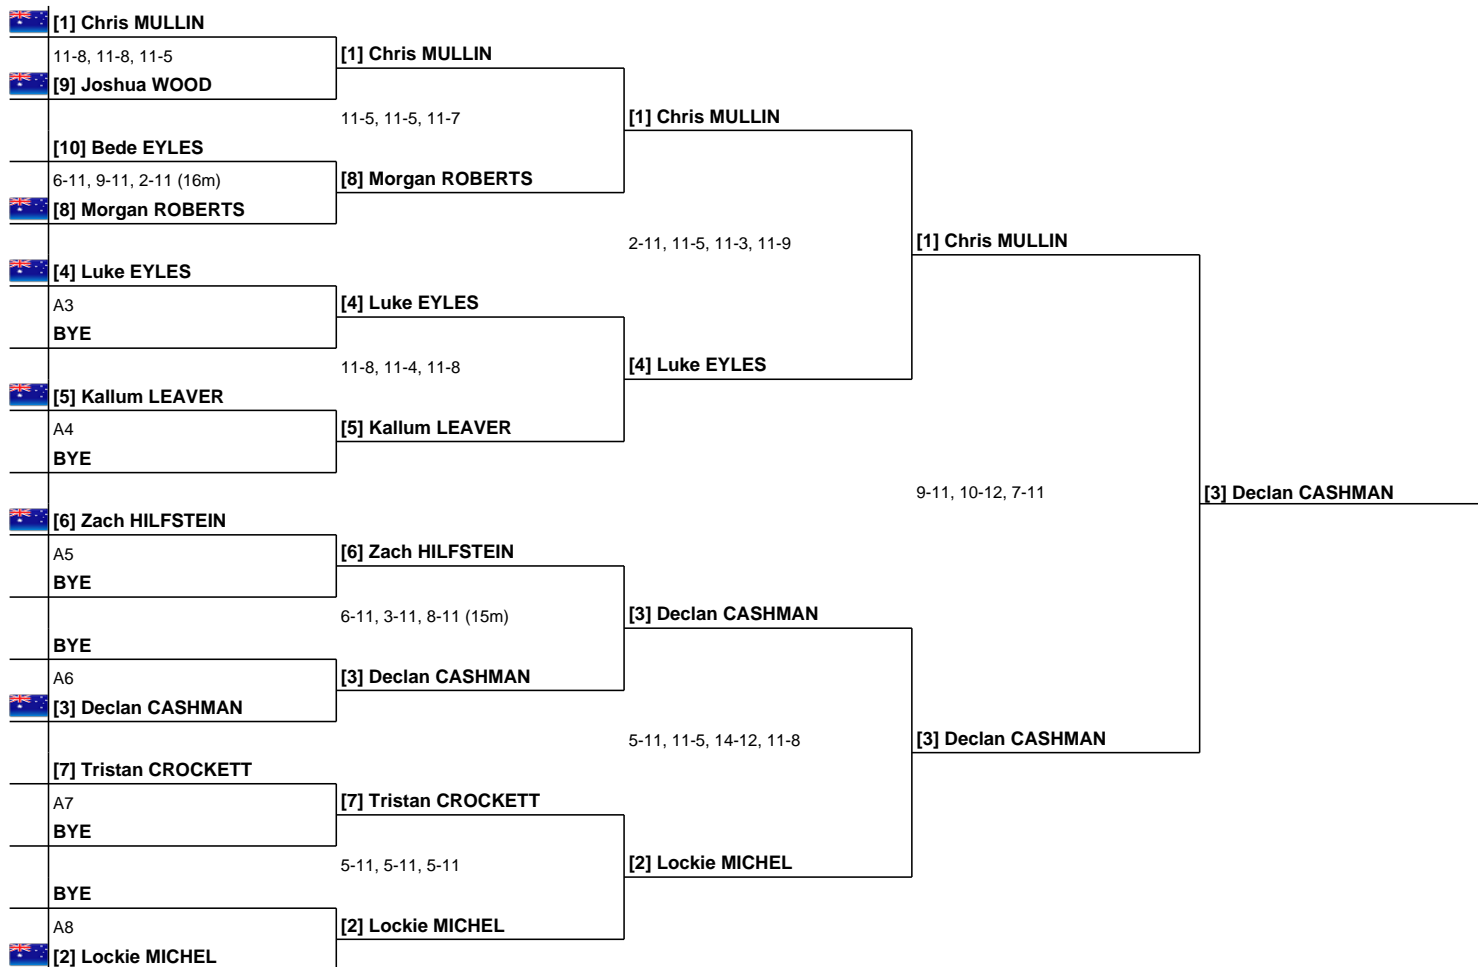 [1] Chris MULLIN
11-8, 11-8, 11-5
[1] Chris MULLIN
[9] Joshua WOOD
11-5, 11-5, 11-7
[1] Chris MULLIN
[10] Bede EYLES
6-11, 9-11, 2-11 (16m)
[8] Morgan ROBERTS
[8] Morgan ROBERTS
2-11, 11-5, 11-3, 11-9
[1] Chris MULLIN
[4] Luke EYLES
A3
[4] Luke EYLES
BYE
11-8, 11-4, 11-8
[4] Luke EYLES
[5] Kallum LEAVER
A4
[5] Kallum LEAVER
BYE
9-11, 10-12, 7-11
[3] Declan CASHMAN
[6] Zach HILFSTEIN
A5
[6] Zach HILFSTEIN
BYE
6-11, 3-11, 8-11 (15m)
[3] Declan CASHMAN
BYE
A6
[3] Declan CASHMAN
[3] Declan CASHMAN
5-11, 11-5, 14-12, 11-8
[3] Declan CASHMAN
[7] Tristan CROCKETT
A7
[7] Tristan CROCKETT
BYE
5-11, 5-11, 5-11
[2] Lockie MICHEL
BYE
A8
[2] Lockie MICHEL
[2] Lockie MICHEL